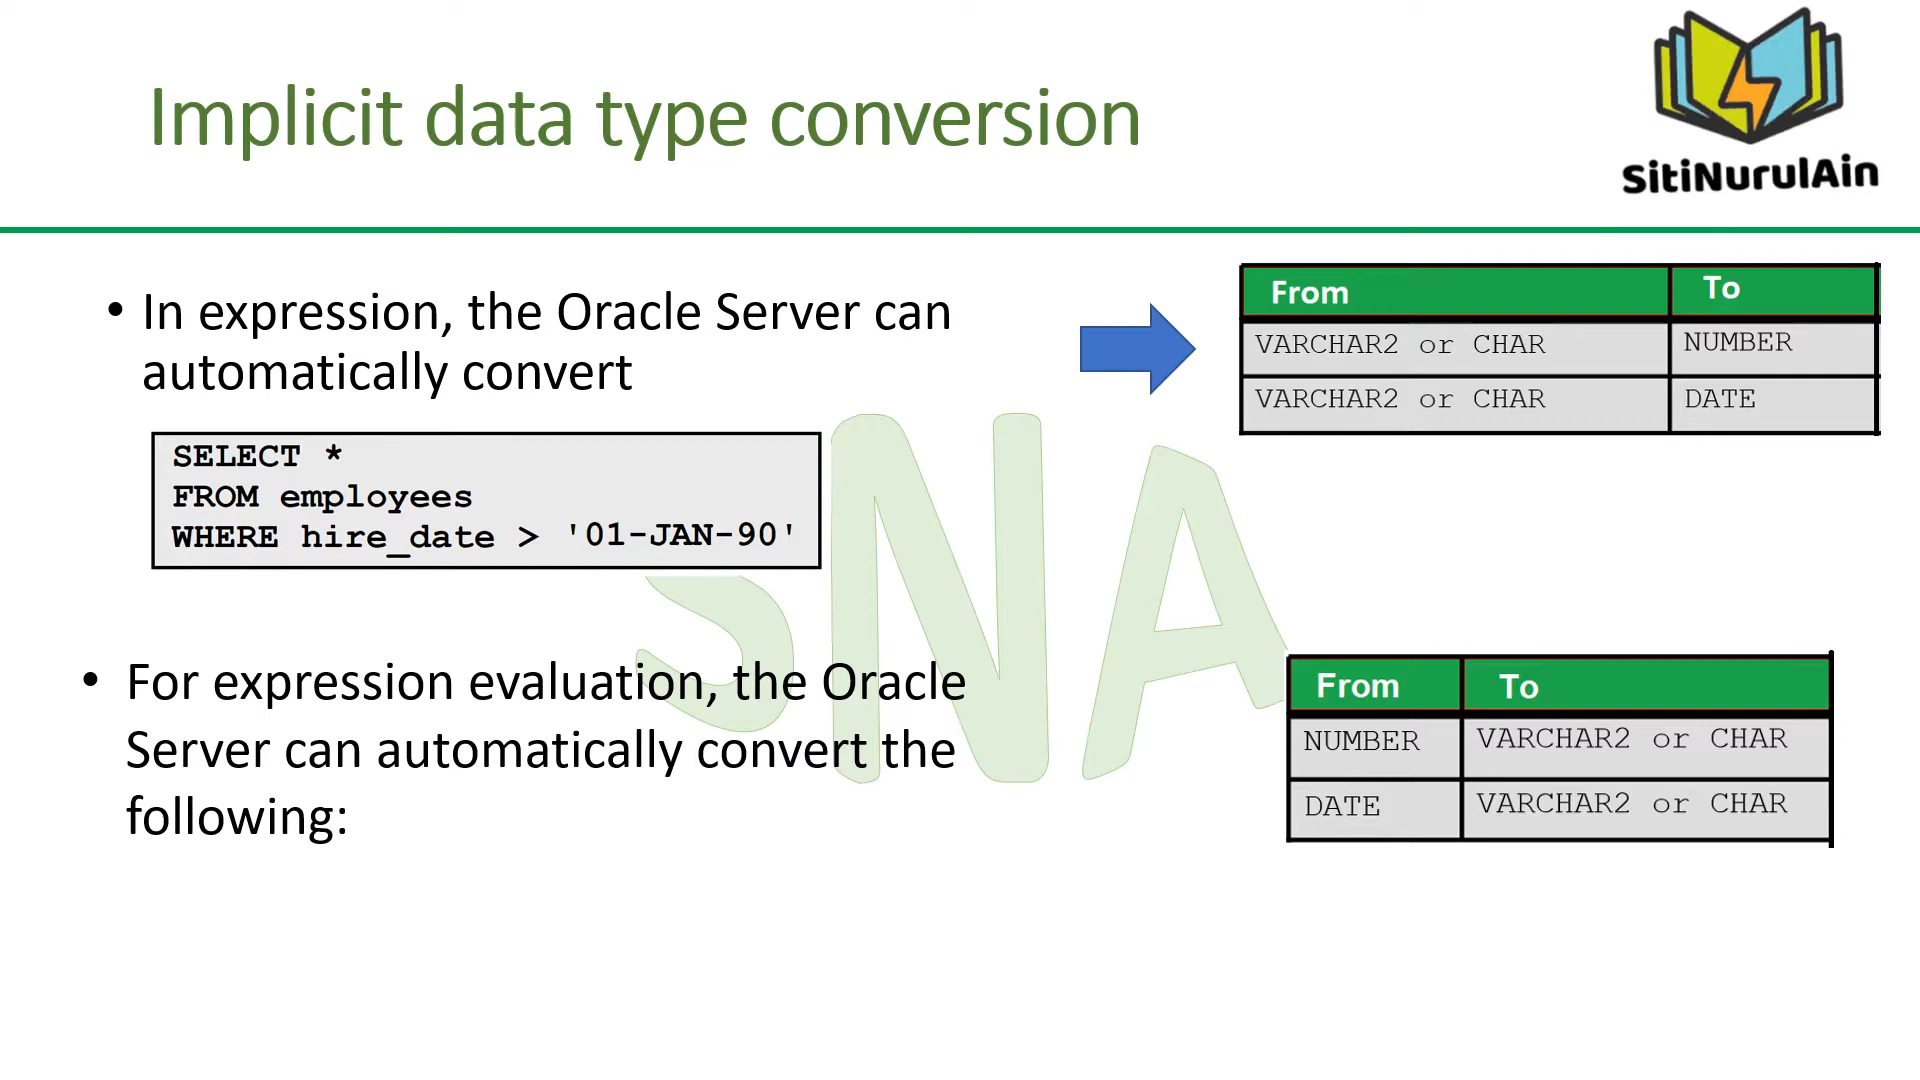 Implicit data type conversion
SitiNurulAin
• In expression, the Oracle Server can
automatically convert
From To
VARCHAR2 or CHAR NUMBER
VARCHAR2 or CHAR DATE
SELECT *
FROM employees
WHERE hire_date > '01-JAN-90'
SNA
• For expression evaluation, the Oracle
Server can automatically convert the
following:
From To
NUMBER VARCHAR2 or CHAR
DATE VARCHAR2 or CHAR